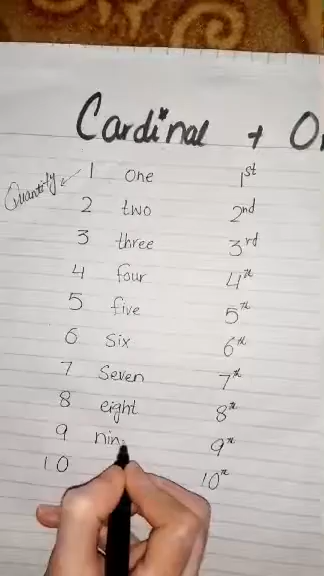 Cardinal + O
Quantity 1 one 1st
2 two 2nd
3 three 3rd
4 four 4th
5 five 5th
6 six 6th
7 Seven 7th
8 eight 8th
9 nin 9th
10 10th